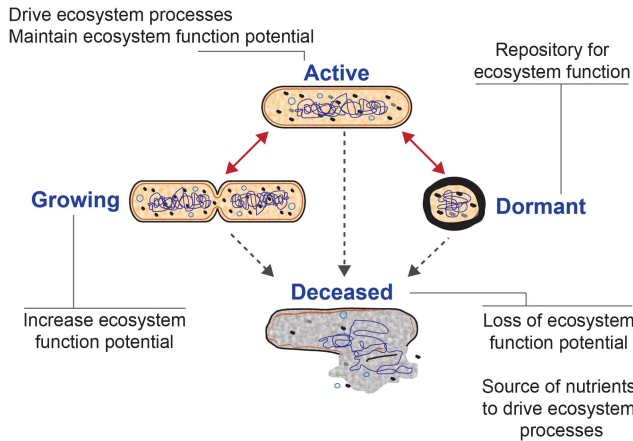 Drive ecosystem processes
Maintain ecosystem function potential
Repository for
ecosystem function
Active
Growing
Dormant
Deceased
Increase ecosystem
function potential
Loss of ecosystem
function potential
Source of nutrients
to drive ecosystem
processes